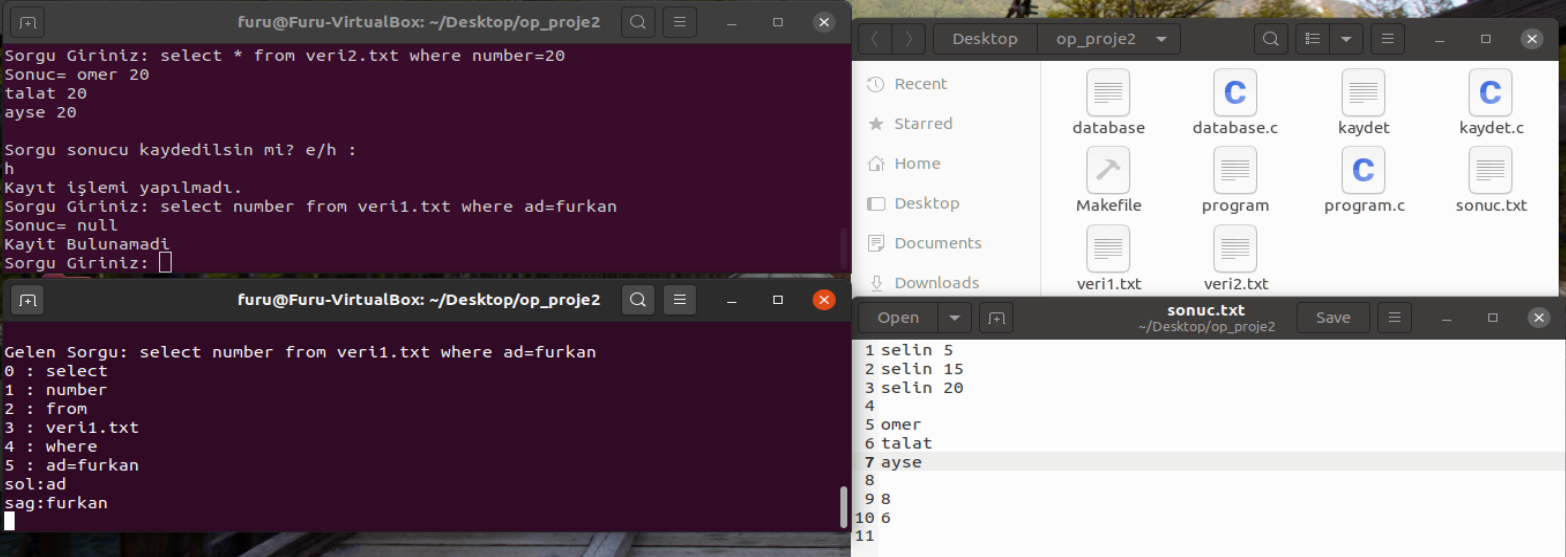 furu@Furu-VirtualBox: ~/Desktop/op_proje2
Sorgu Giriniz: select * from veri2.txt where number=20
Sonuc= omer 20
talat 20
ayse 20
Sorgu sonucu kaydedilsin mi? e/h :
h
Kayıt işlemi yapılmadı.
Sorgu Giriniz: select number from veri1.txt where ad=furkan
Sonuc= null
Kayit Bulunamadi
Sorgu Giriniz:
furu@Furu-VirtualBox: ~/Desktop/op_proje2
Gelen Sorgu: select number from veri1.txt where ad=furkan
0 : select
1 : number
2 : from
3 : veri1.txt
4 : where
5 : ad=furkan
sol:ad
sag:furkan
Desktop op_proje2
Recent
Starred
Home
Desktop
Documents
Downloads
database database.c kaydet kaydet.c
Makefile program program.c sonuc.txt
veri1.txt veri2.txt
Open sonuc.txt Save
~/Desktop/op_proje2
1 selin 5
2 selin 15
3 selin 20
4
5 omer
6 talat
7 ayse
8
9 8
10 6
11